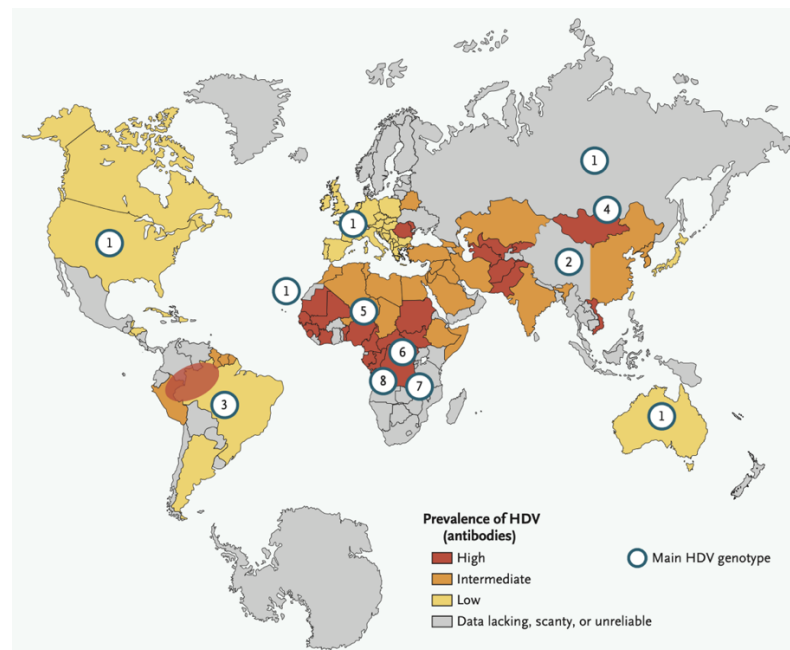 1
4
1
1
2
1
5
6
8
7
3
1
Prevalence of HDV
(antibodies)
High
Intermediate
Low
Data lacking, scanty, or unreliable
Main HDV genotype